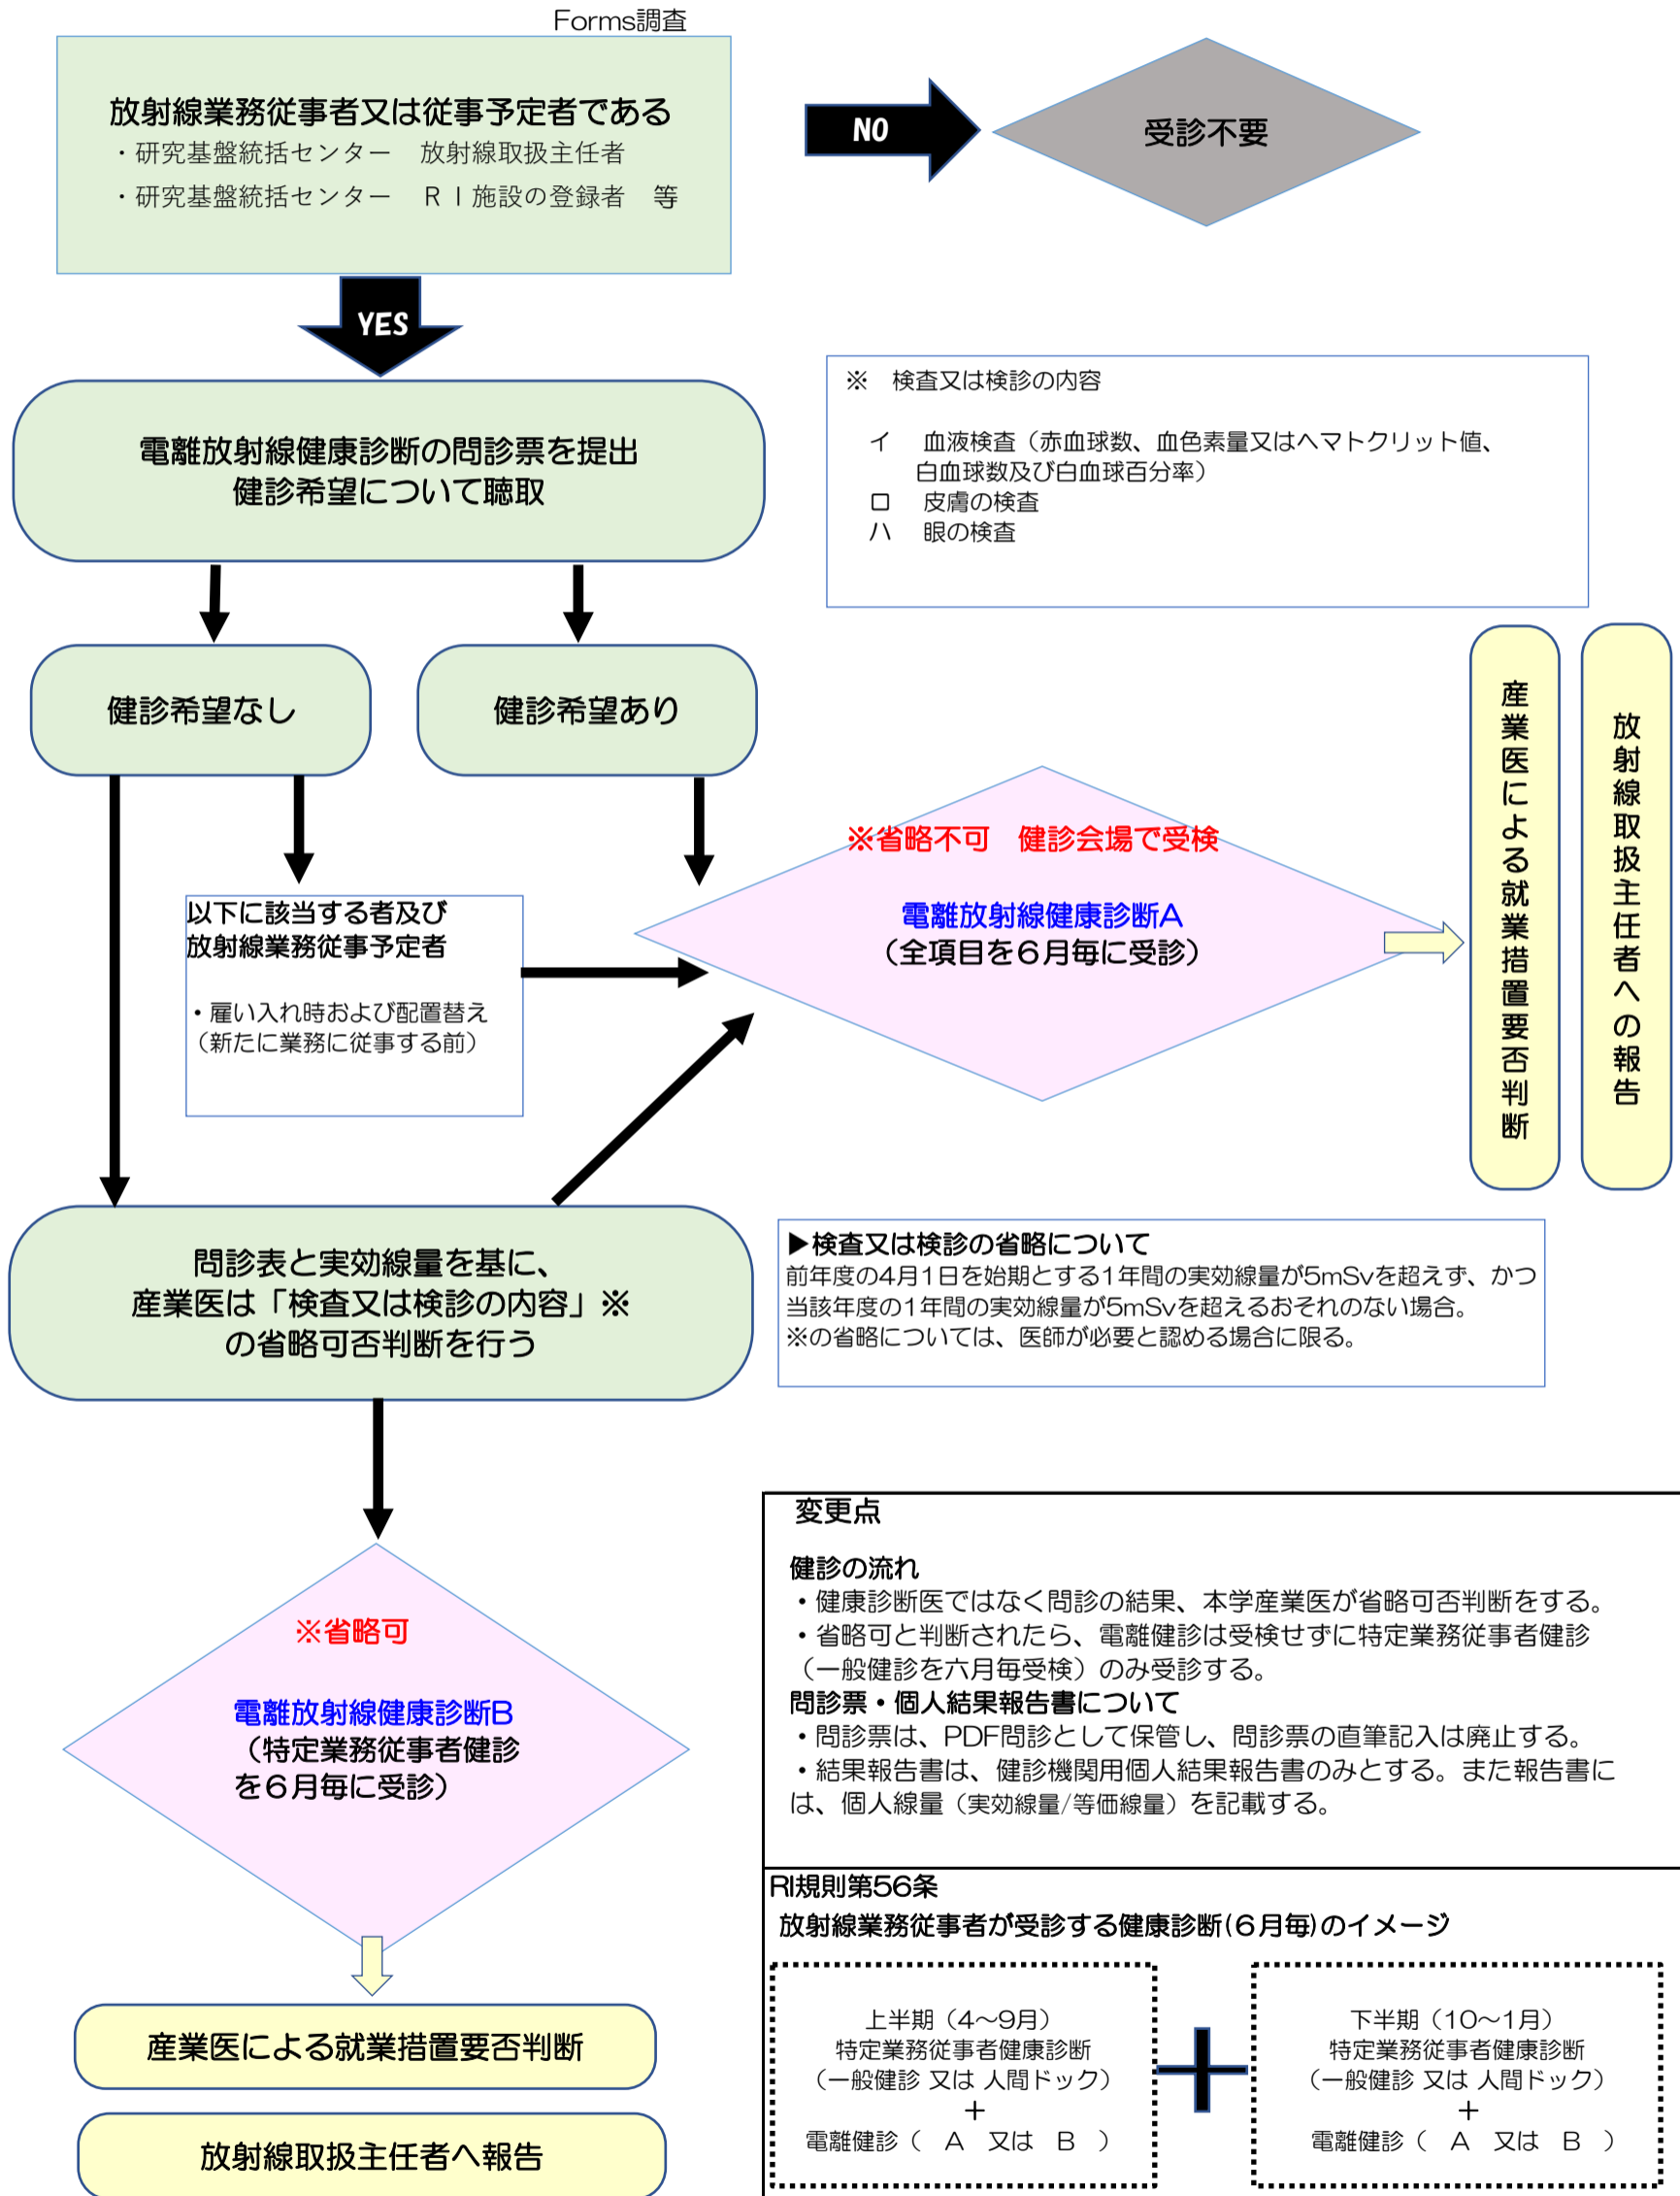 Forms調査
放射線業務従事者又は従事予定者である
・研究基盤統括センター　放射線取扱主任者
・研究基盤統括センター　ＲＩ施設の登録者　等
NO
受診不要
YES
電離放射線健康診断の問診票を提出
健診希望について聴取
※　検査又は検診の内容
イ　血液検査（赤血球数、血色素量又はヘマトクリット値、
白血球数及び白血球百分率）
ロ　皮膚の検査
ハ　眼の検査
健診希望なし
健診希望あり
以下に該当する者及び
放射線業務従事予定者
・雇い入れ時および配置替え
（新たに業務に従事する前）
※省略不可　健診会場で受検
電離放射線健康診断A
（全項目を６月毎に受診）
産業医による就業措置要否判断
放射線取扱主任者への報告
問診表と実効線量を基に、
産業医は「検査又は検診の内容」※
の省略可否判断を行う
▶検査又は検診の省略について
前年度の4月1日を始期とする1年間の実効線量が5mSvを超えず、かつ
当該年度の1年間の実効線量が5mSvを超えるおそれのない場合。
※の省略については、医師が必要と認める場合に限る。
※省略可
電離放射線健康診断B
（特定業務従事者健診
を６月毎に受診）
産業医による就業措置要否判断
放射線取扱主任者へ報告
変更点
健診の流れ
・健康診断医ではなく問診の結果、本学産業医が省略可否判断をする。
・省略可と判断されたら、電離健診は受検せずに特定業務従事者健診
（一般健診を六月毎受検）のみ受診する。
問診票・個人結果報告書について
・問診票は、PDF問診として保管し、問診票の直筆記入は廃止する。
・結果報告書は、健診機関用個人結果報告書のみとする。また報告書に
は、個人線量（実効線量/等価線量）を記載する。
RI規則第56条
放射線業務従事者が受診する健康診断(６月毎)のイメージ
上半期（4～9月）
特定業務従事者健康診断
（一般健診 又は 人間ドック）
＋
電離健診（　A　又は　B　）
下半期（10～1月）
特定業務従事者健康診断
（一般健診 又は 人間ドック）
＋
電離健診（　A　又は　B　）